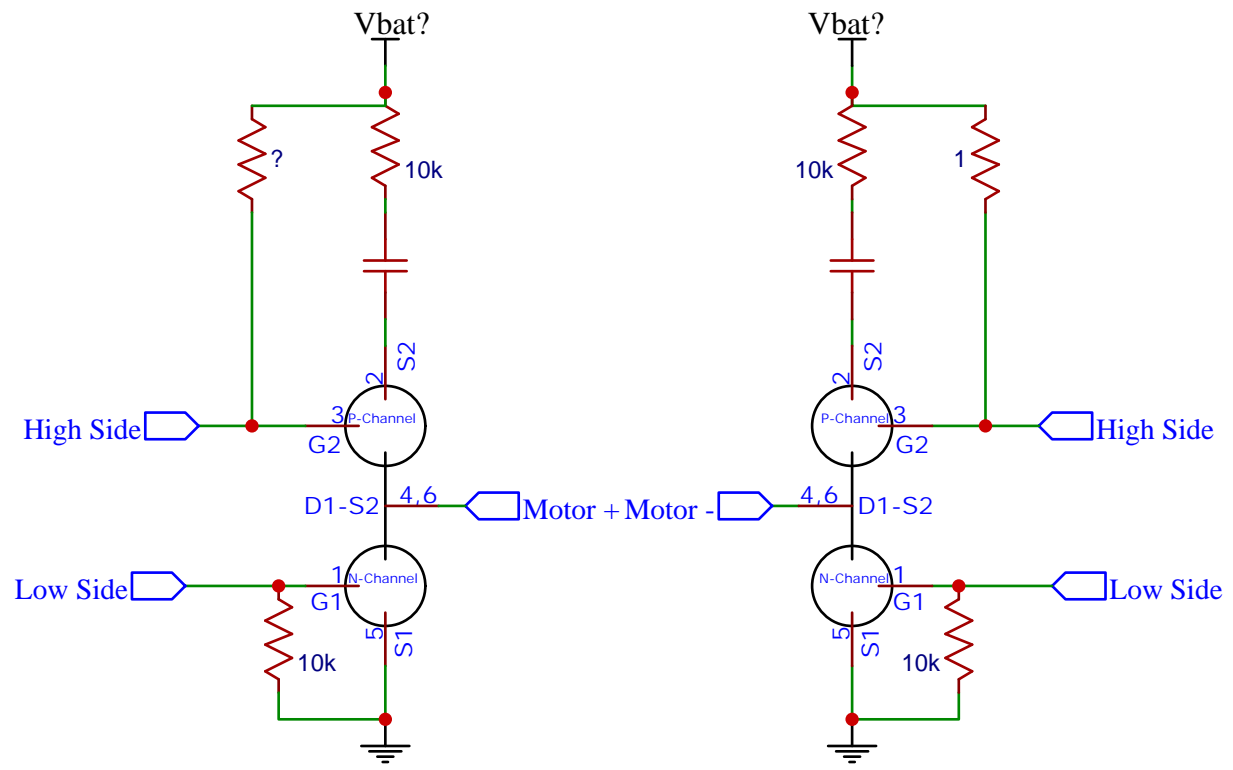 Vbat? Vbat?
? 10k 10k 1
S2 S2
2 2
High Side 3 P-Channel P-Channel 3 High Side
G2 G2
D1-S2 4,6 Motor + Motor - 4,6 D1-S2
Low Side 1 N-Channel N-Channel 1 Low Side
G1 G1
5 S1 5 S1
10k 10k